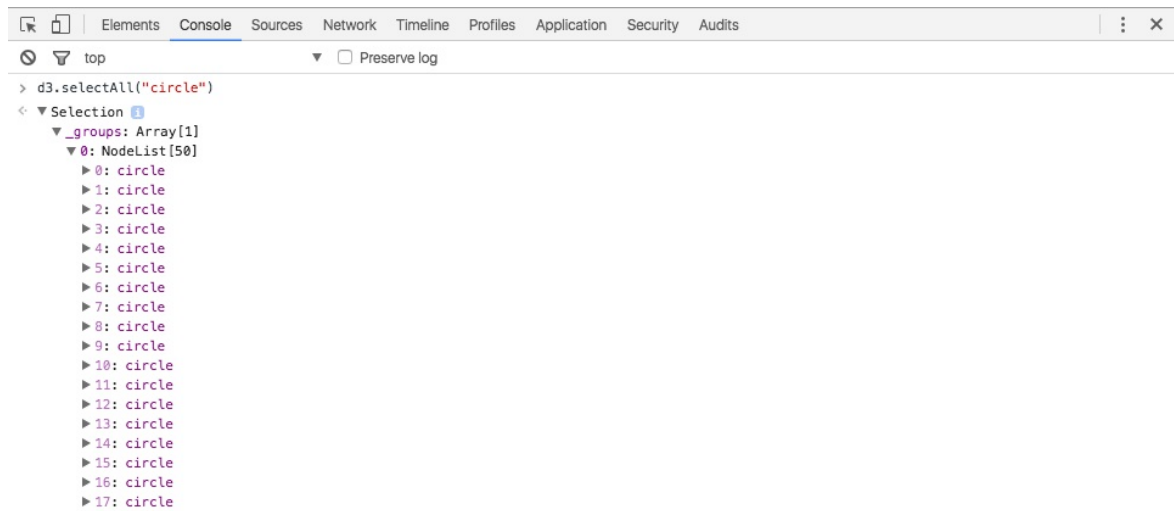 Elements Console Sources Network Timeline Profiles Application Security Audits
top Preserve log
d3.selectAll("circle")
Selection i
_groups: Array[1]
0: NodeList[50]
0: circle
1: circle
2: circle
3: circle
4: circle
5: circle
6: circle
7: circle
8: circle
9: circle
10: circle
11: circle
12: circle
13: circle
14: circle
15: circle
16: circle
17: circle